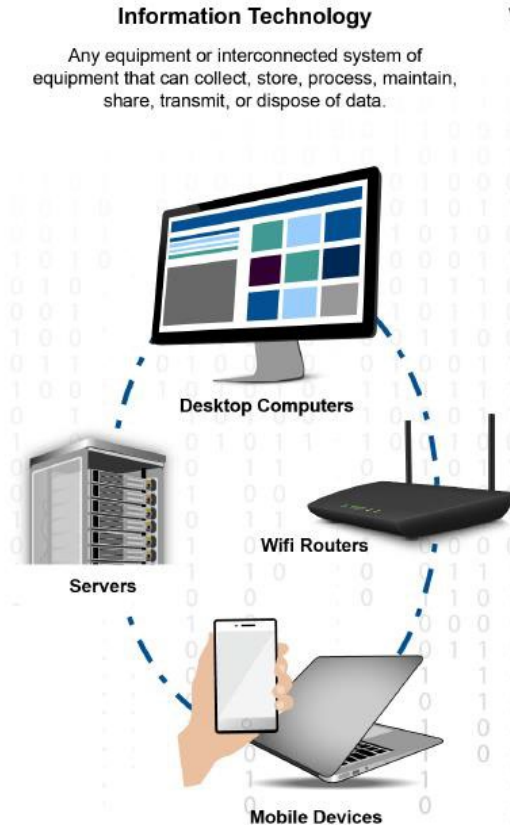 Information Technology
Any equipment or interconnected system of
equipment that can collect, store, process, maintain,
share, transmit, or dispose of data.
Desktop Computers
Wifi Routers
Servers
Mobile Devices